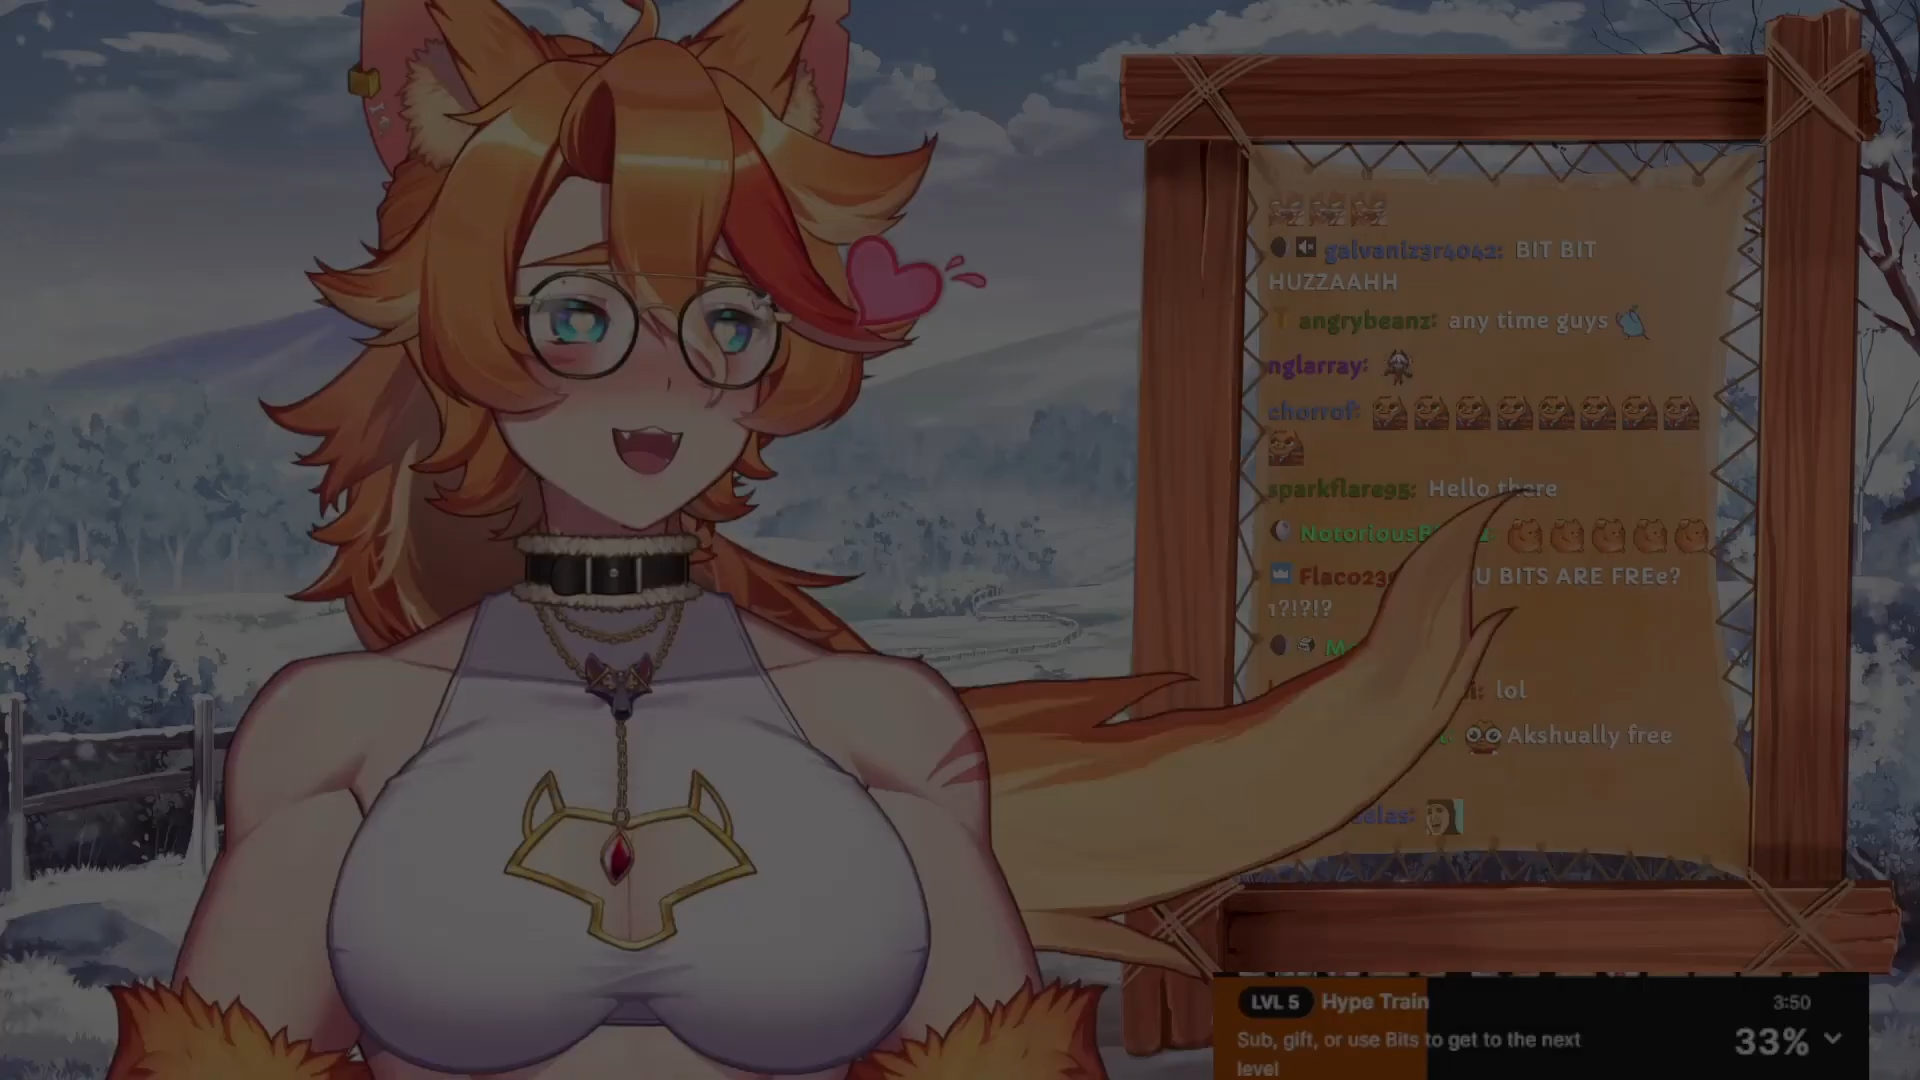 galvaniz3r4042: BIT BIT
HUZZAAHH
angrybeanz: any time guys
nglarray:
chorrof:
sparkflare95: Hello there
Flaco23
U BITS ARE FREe?
1?!?!?
lol
Akshually free
LVL 5 Hype Train
3:50
Sub, gift, or use Bits to get to the next
level
33%